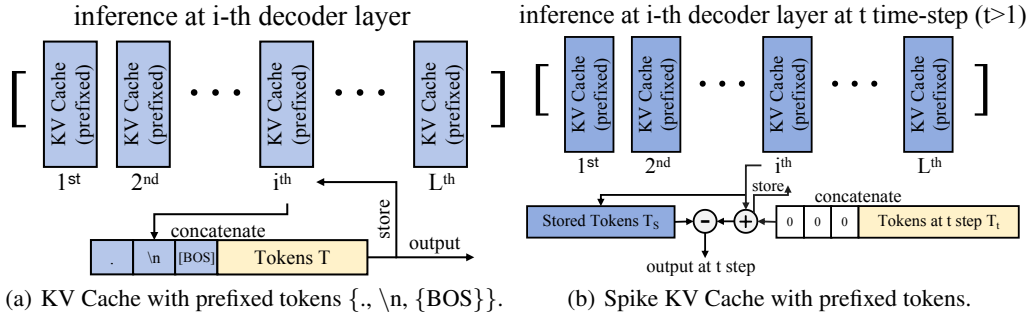 inference at i-th decoder layer
KV Cache
(prefixed)
KV Cache
(prefixed)
• • •
KV Cache
(prefixed)
• • •
KV Cache
(prefixed)
1st
2nd
ith
Lth
concatenate
store
. \n [BOS] Tokens T
output
(a) KV Cache with prefixed tokens {., \n, {BOS}}.
inference at i-th decoder layer at t time-step (t>1)
KV Cache
(prefixed)
KV Cache
(prefixed)
• • •
KV Cache
(prefixed)
• • •
KV Cache
(prefixed)
1st
2nd
ith
Lth
store
concatenate
Stored Tokens TS
-
+
0 0 0 Tokens at t step Tt
output at t step
(b) Spike KV Cache with prefixed tokens.